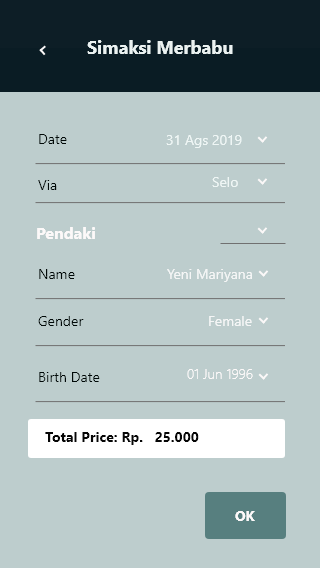 Simaksi Merbabu
Date 31 Ags 2019
Via Selo
Pendaki
Name Yeni Mariyana
Gender Female
Birth Date 01 Jun 1996
Total Price: Rp. 25.000
OK